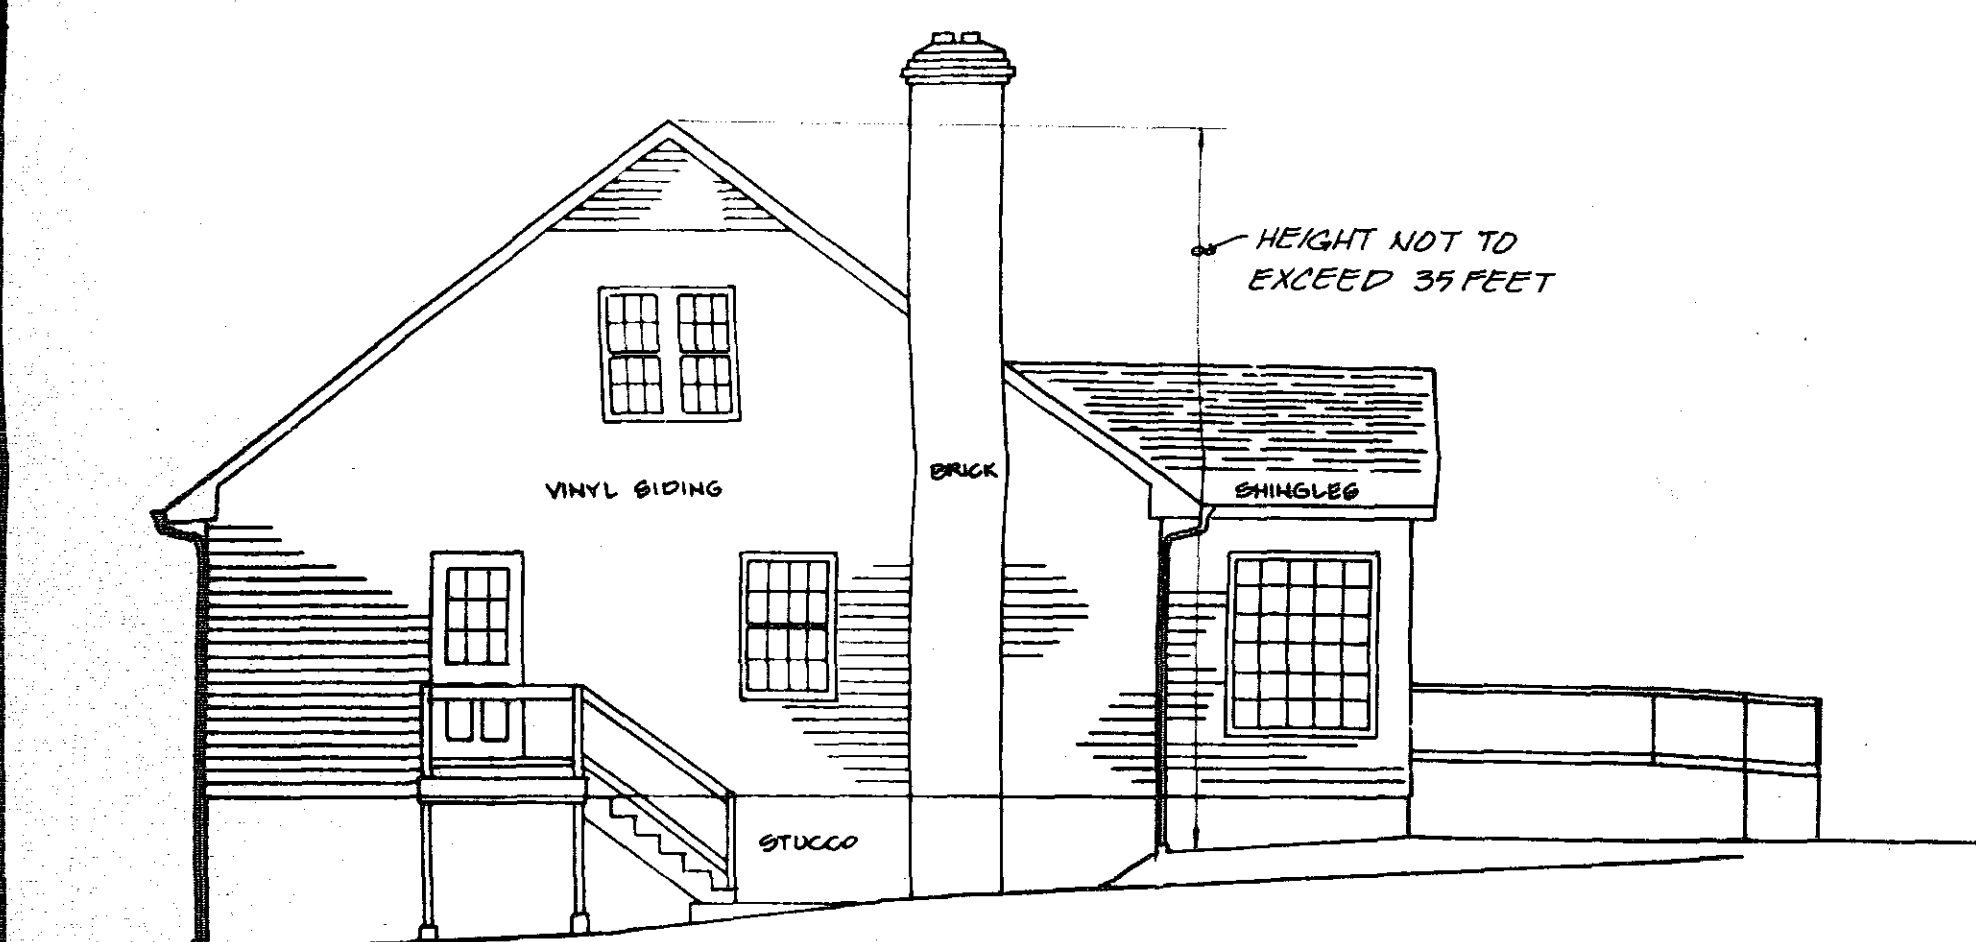 HEIGHT NOT TO
EXCEED 35 FEET
VINYL SIDING
BRICK
SHINGLES
STUCCO